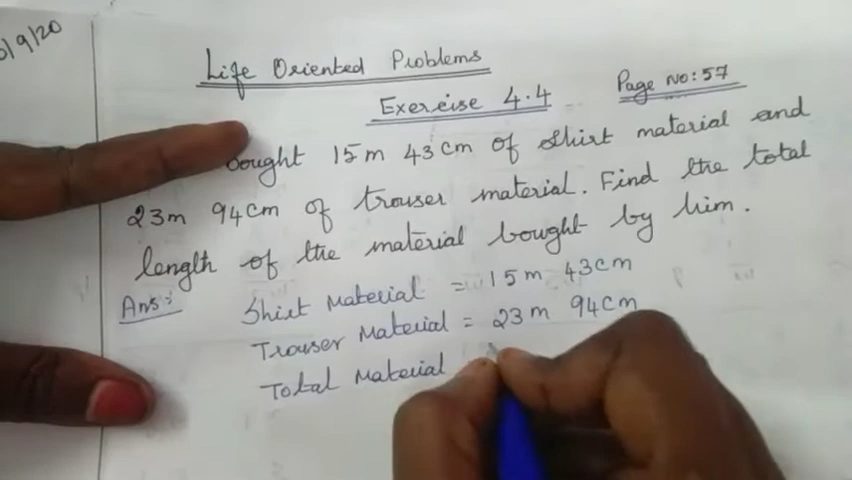 /9/20
Life Oriented Problems
Exercise 4.4
Page no:57
bought 15m 43cm of shirt material and
23m 94cm of trouser material. Find the total
length of the material bought by him.
Ans:
Shirt Material = 15m 43cm
Trouser Material = 23m 94cm
Total Material